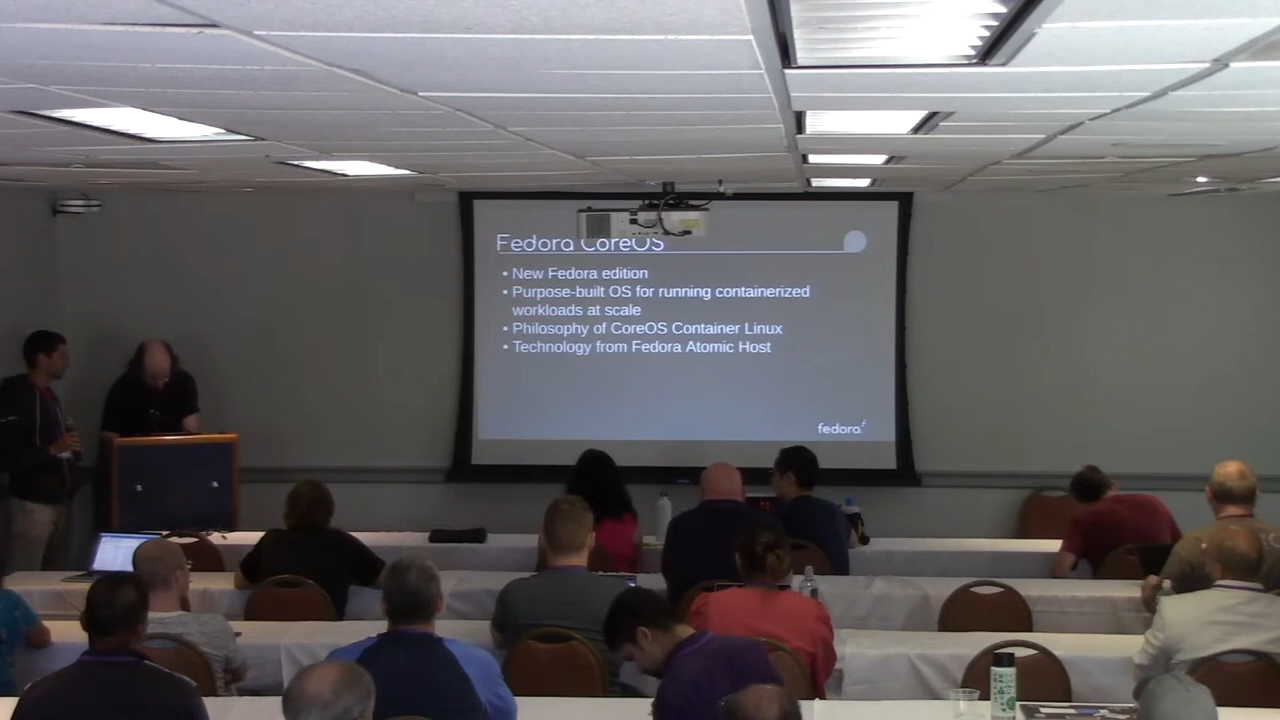 Fedora CoreOS
• New Fedora edition
• Purpose-built OS for running containerized
workloads at scale
• Philosophy of CoreOS Container Linux
• Technology from Fedora Atomic Host
fedora